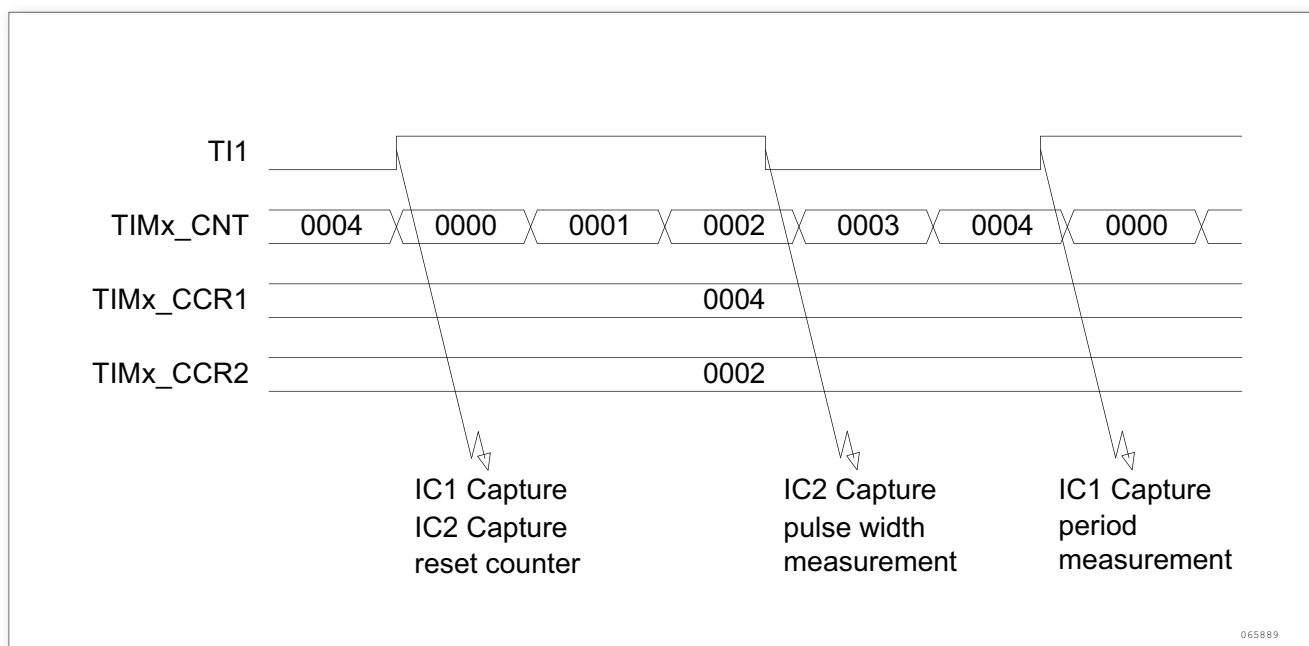 TI1
TIMx_CNT 0004 0000 0001 0002 0003 0004 0000
TIMx_CCR1 0004
TIMx_CCR2 0002
IC1 Capture
IC2 Capture
reset counter
IC2 Capture
pulse width
measurement
IC1 Capture
period
measurement
065889